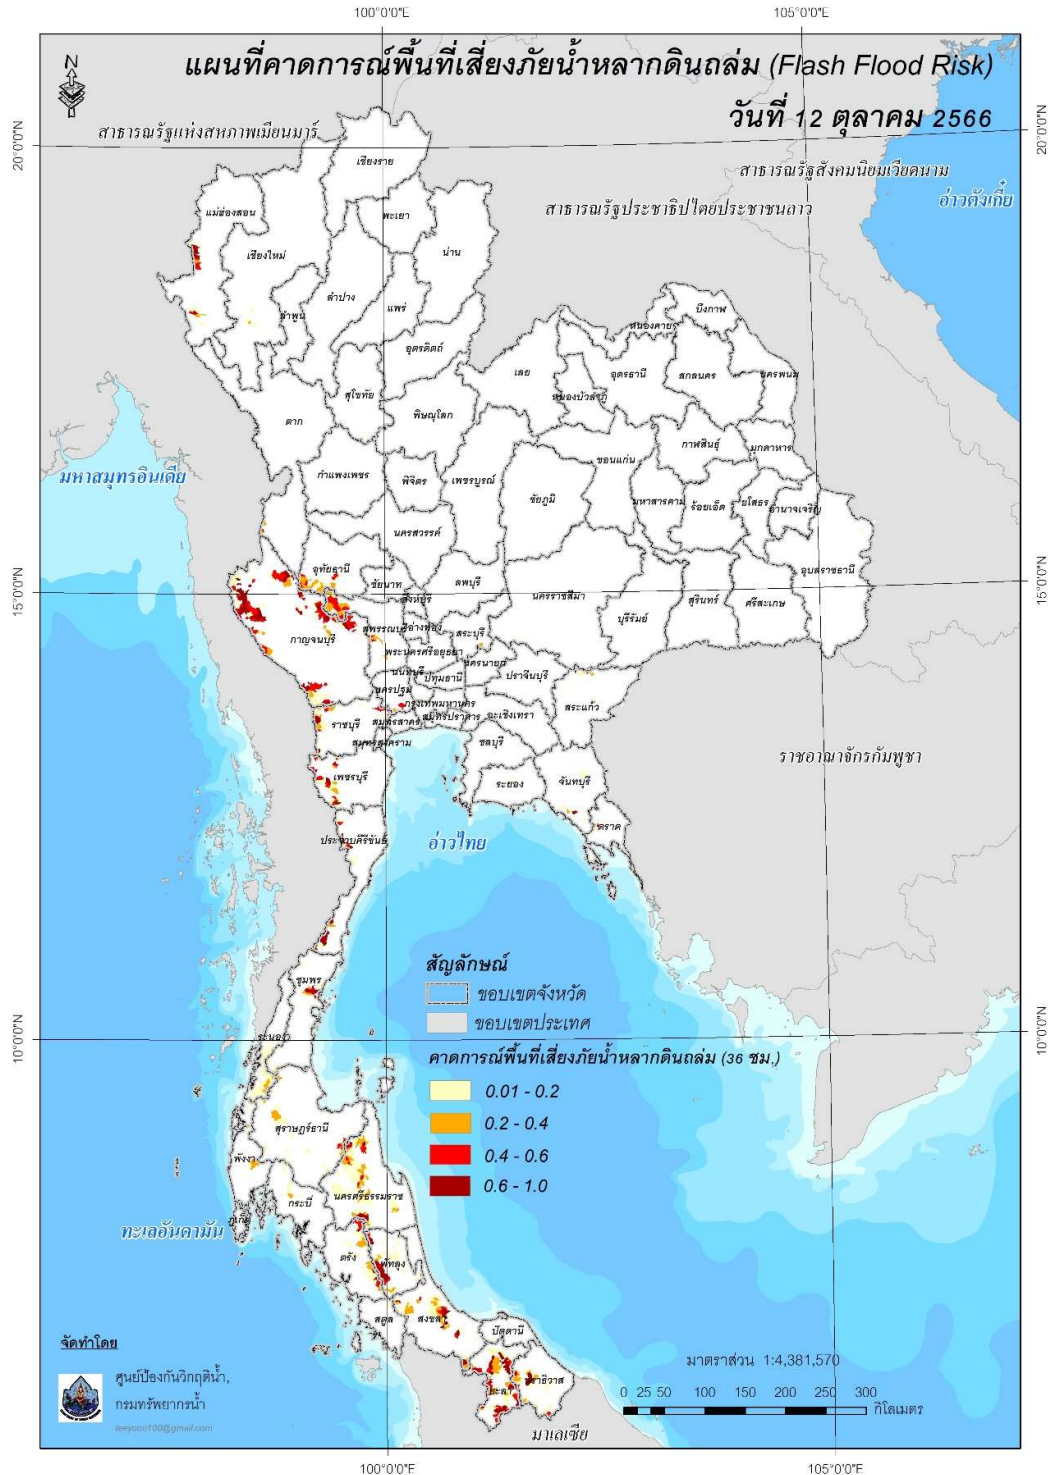 100°0'0"E
105°0'0"E
แผนที่คาดการณ์พื้นที่เสี่ยงภัยน้ำหลากดินถล่ม (Flash Flood Risk)
วันที่ 12 ตุลาคม 2566
N
20°0'0"N
20°0'0"N
สาธารณรัฐแห่งสหภาพเมียนมาร์
สาธารณรัฐสังคมนิยมเวียดนาม
สาธารณรัฐประชาธิปไตยประชาชนลาว
อ่าวตังเกี๋ย
เชียงราย
แม่ฮ่องสอน
พะเยา
เชียงใหม่
น่าน
ลำปาง
แพร่
ลำพูน
อุตรดิตถ์
บึงกาฬ
หนองคาย
เลย
อุดรธานี
สกลนคร
นครพนม
หนองบัวลำภู
สุโขทัย
พิษณุโลก
ตาก
กาฬสินธุ์
มุกดาหาร
ขอนแก่น
มหาสมุทรอินเดีย
กำแพงเพชร
พิจิตร
เพชรบูรณ์
ชัยภูมิ
มหาสารคาม
ร้อยเอ็ด
ยโสธร
อำนาจเจริญ
นครสวรรค์
อุทัยธานี
ชัยนาท
ลพบุรี
อุบลราชธานี
15°0'0"N
15°0'0"N
สิงห์บุรี
นครราชสีมา
สุรินทร์
ศรีสะเกษ
บุรีรัมย์
กาญจนบุรี
สุพรรณบุรี
อ่างทอง
สระบุรี
พระนครศรีอยุธยา
นครนายก
นนทบุรี
ปทุมธานี
ปราจีนบุรี
นครปฐม
กรุงเทพมหานคร
สระแก้ว
ราชบุรี
สมุทรสาคร
สมุทรปราการ
ฉะเชิงเทรา
สมุทรสงคราม
ชลบุรี
ราชอาณาจักรกัมพูชา
เพชรบุรี
ระยอง
จันทบุรี
ตราด
ประจวบคีรีขันธ์
อ่าวไทย
สัญลักษณ์
ขอบเขตจังหวัด
ขอบเขตประเทศ
ชุมพร
ระนอง
10°0'0"N
10°0'0"N
คาดการณ์พื้นที่เสี่ยงภัยน้ำหลากดินถล่ม (36 ชม.)
0.01 - 0.2
0.2 - 0.4
0.4 - 0.6
0.6 - 1.0
สุราษฎร์ธานี
พังงา
นครศรีธรรมราช
กระบี่
ภูเก็ต
ทะเลอันดามัน
ตรัง
พัทลุง
สตูล
สงขลา
ปัตตานี
ยะลา
นราธิวาส
มาเลเซีย
จัดทำโดย
ศูนย์ป้องกันวิกฤติน้ำ,
กรมทรัพยากรน้ำ
leeyoon100@gmail.com
มาตราส่วน 1:4,381,570
0 25 50 100 150 200 250 300
กิโลเมตร
100°0'0"E
105°0'0"E